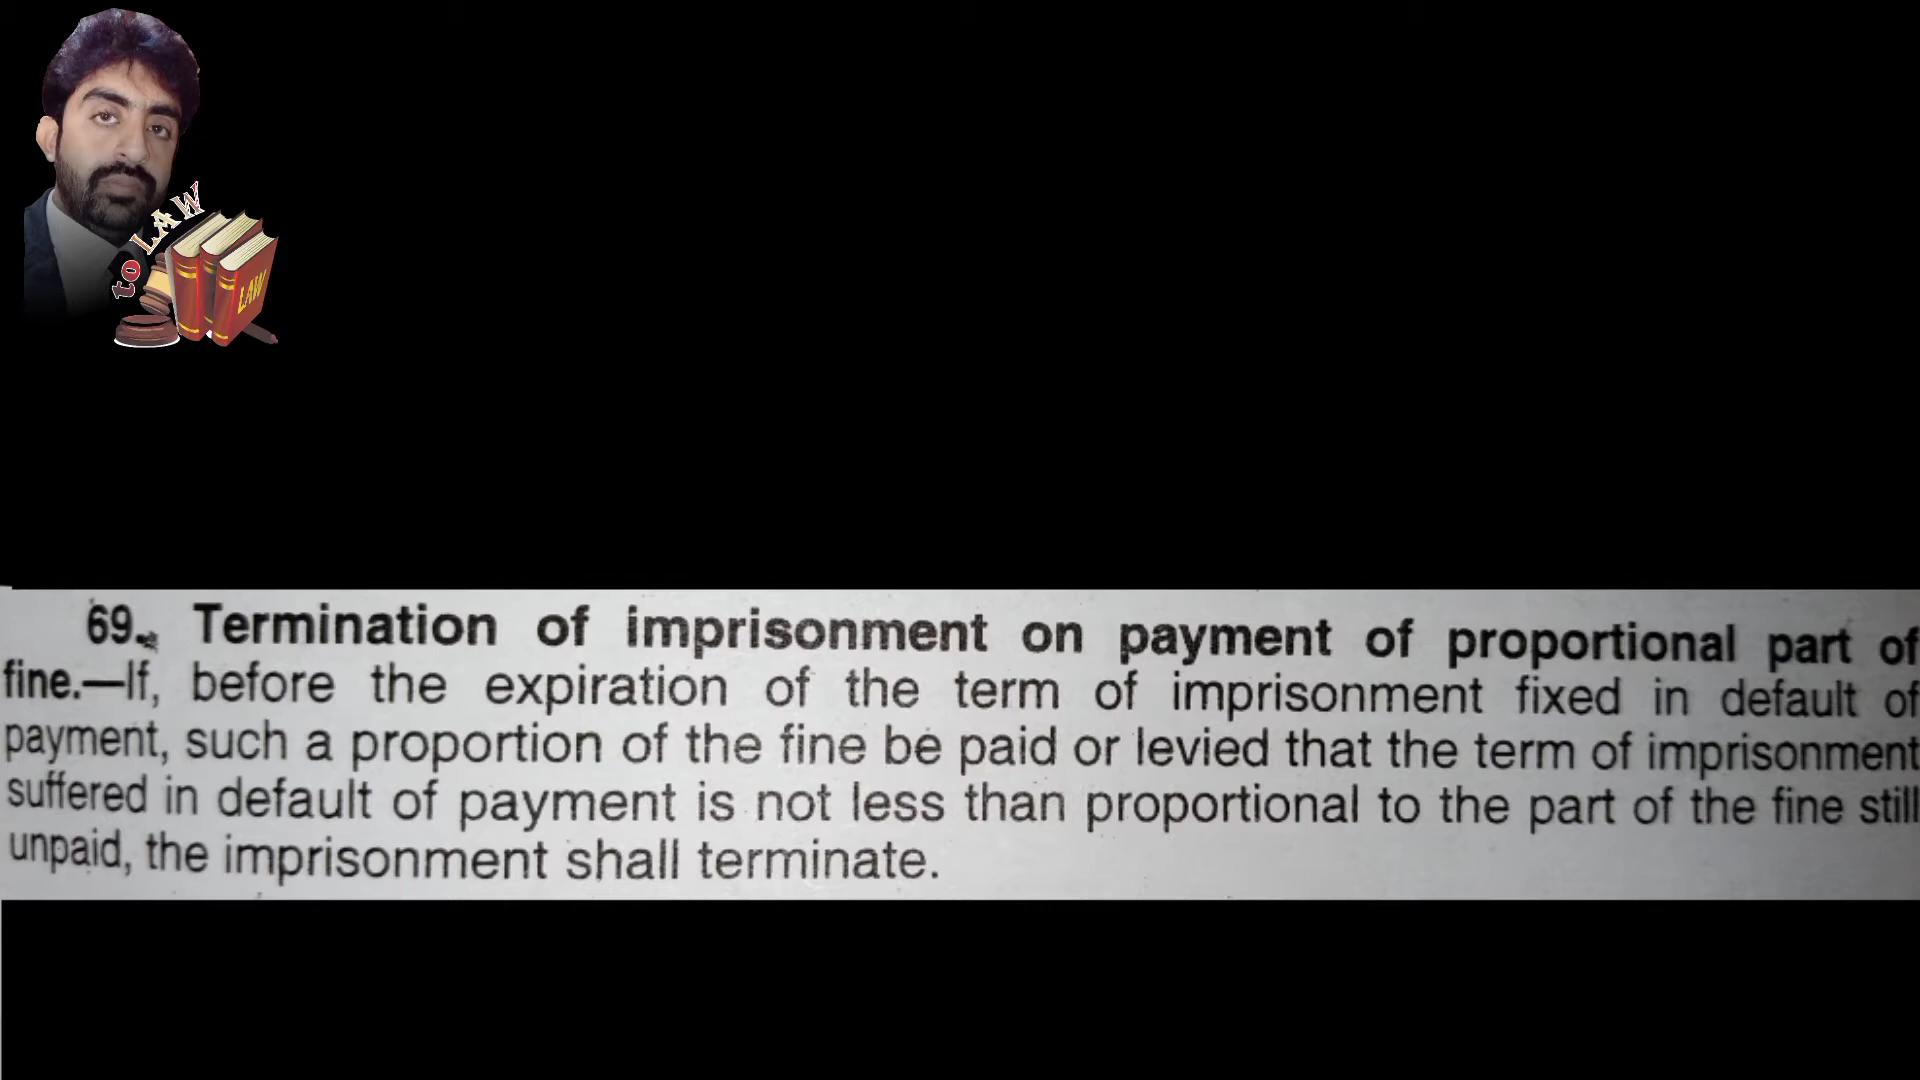 to LAW
LAW
69. Termination of imprisonment on payment of proportional part of
fine.—If, before the expiration of the term of imprisonment fixed in default of
payment, such a proportion of the fine be paid or levied that the term of imprisonment
suffered in default of payment is not less than proportional to the part of the fine still
unpaid, the imprisonment shall terminate.